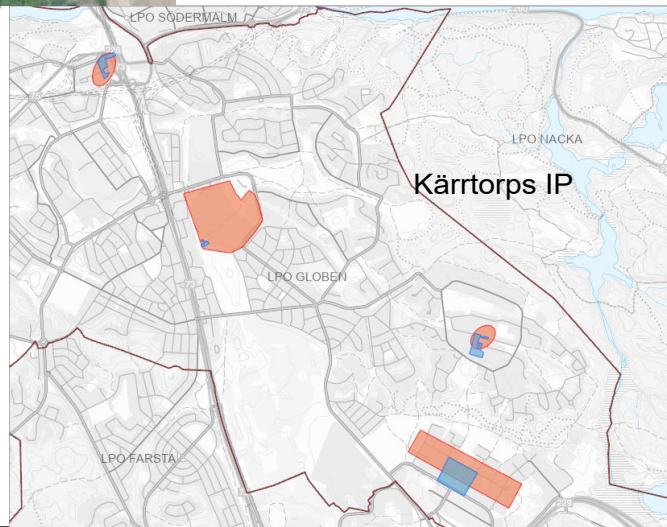 LPO SÖDERMALM
LPO NACKA
Kärrtorps IP
LPO GLOBEN
LPO FARSTA